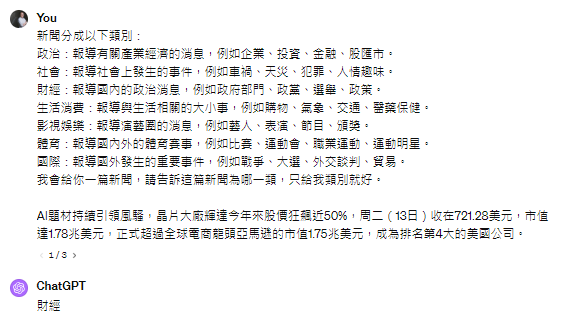 You
新聞分成以下類別：
政治：報導有關產業經濟的消息，例如企業、投資、金融、股匯市。
社會：報導社會上發生的事件，例如車禍、天災、犯罪、人情趣味。
財經：報導國內的政治消息，例如政府部門、政黨、選舉、政策。
生活消費：報導與生活相關的大小事，例如購物、氣象、交通、醫藥保健。
影視娛樂：報導演藝圈的消息，例如藝人、表演、節目、頒獎。
體育：報導國內外的體育賽事，例如比賽、運動會、職業運動、運動明星。
國際：報導國外發生的重要事件，例如戰爭、大選、外交談判、貿易。
我會給你一篇新聞，請告訴這篇新聞為哪一類，只給我類別就好。
AI題材持續引領風騷，晶片大廠輝達今年來股價狂飆近50%，周二（13日）收在721.28美元，市值
達1.78兆美元，正式超過全球電商龍頭亞馬遜的市值1.75兆美元，成為排名第4大的美國公司。
< 1 / 3 >
ChatGPT
財經